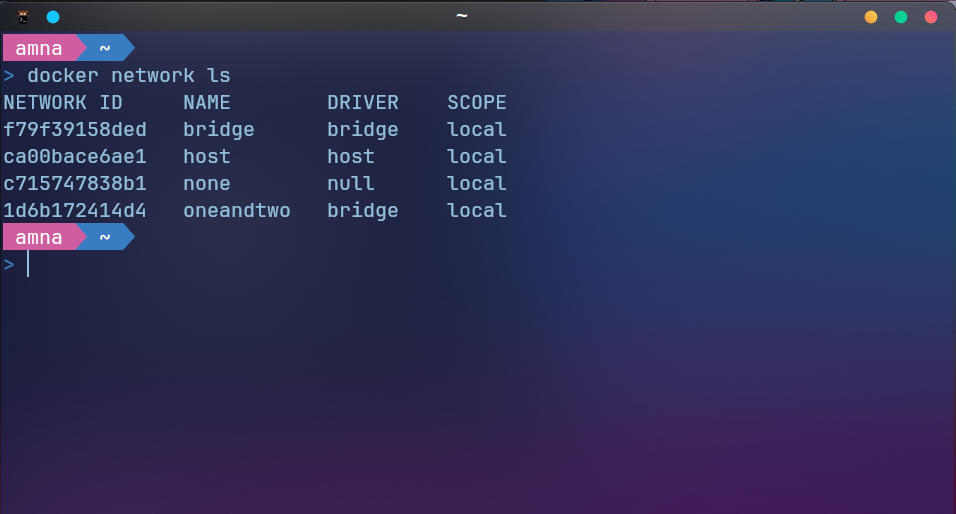 ~
amna ~
> docker network ls
NETWORK ID NAME DRIVER SCOPE
f79f39158ded bridge bridge local
ca00bace6ae1 host host local
c715747838b1 none null local
1d6b172414d4 oneandtwo bridge local
amna ~
>